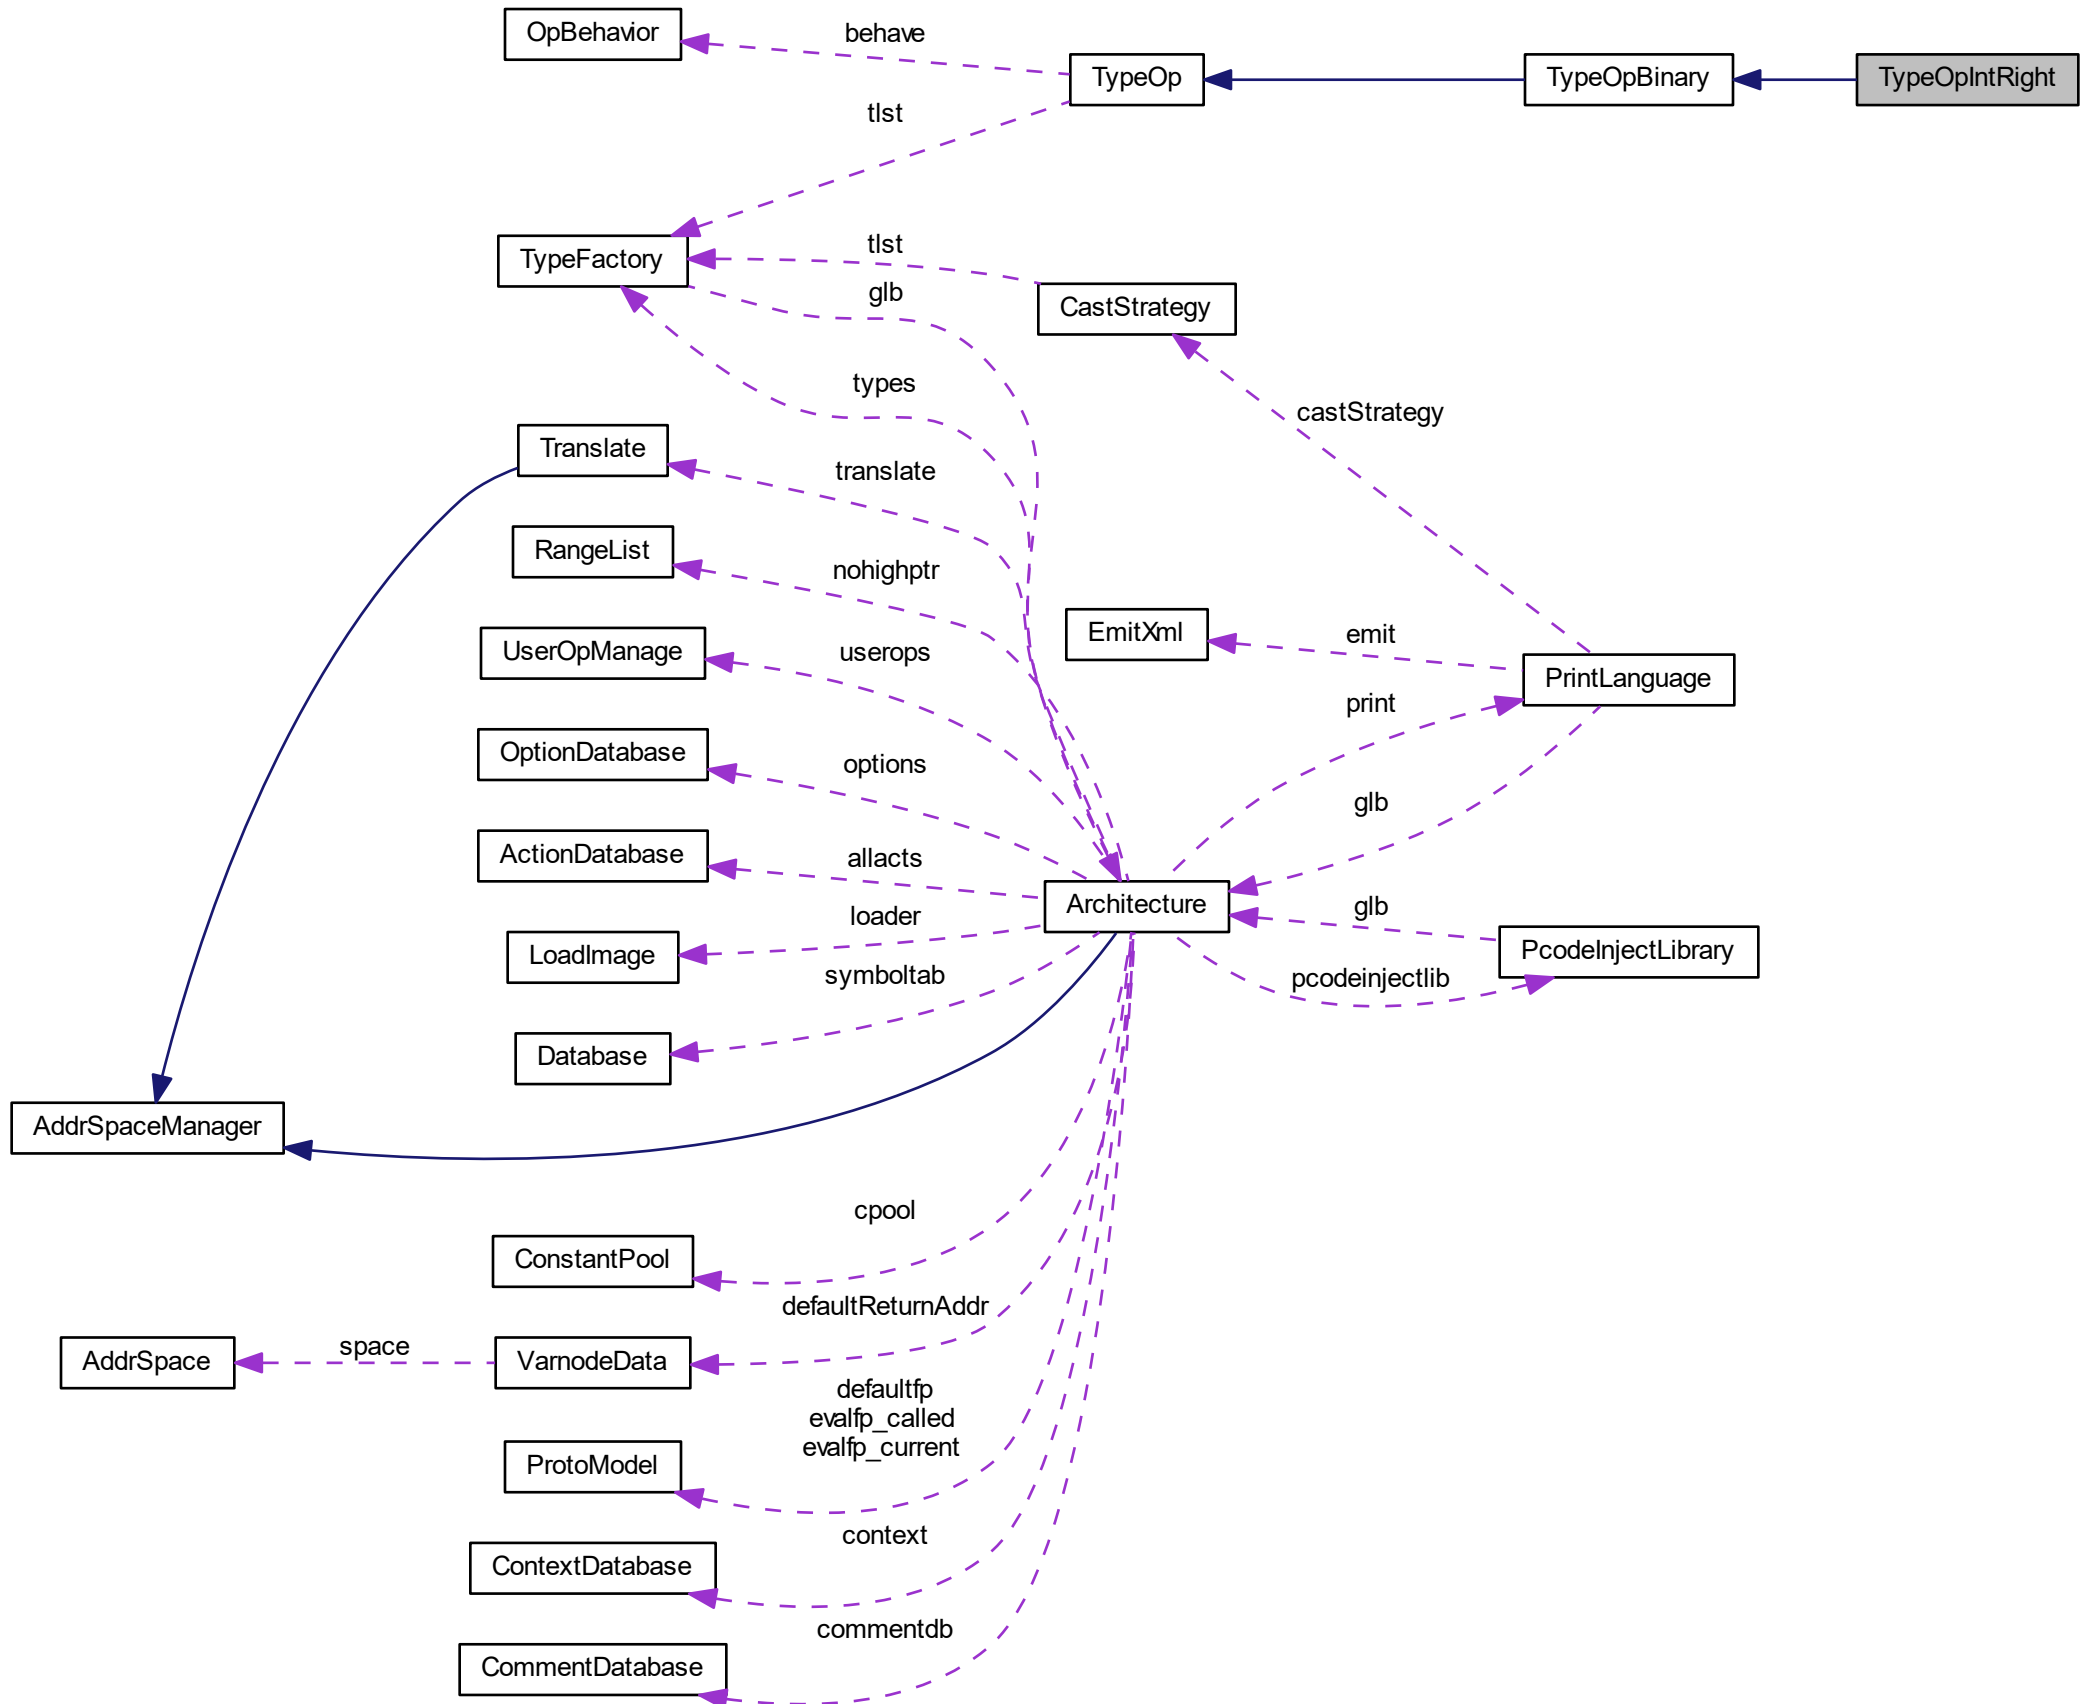 OpBehavior
behave
TypeOp
TypeOpBinary
TypeOpIntRight
tlst
TypeFactory
tlst
glb
CastStrategy
types
castStrategy
Translate
translate
RangeList
nohighptr
EmitXml
emit
UserOpManage
userops
PrintLanguage
print
OptionDatabase
options
glb
ActionDatabase
allacts
Architecture
glb
LoadImage
loader
PcodeInjectLibrary
symboltab
pcodeinjectlib
Database
AddrSpaceManager
cpool
ConstantPool
defaultReturnAddr
AddrSpace
space
VarnodeData
defaultfp
evalfp_called
evalfp_current
ProtoModel
context
ContextDatabase
commentdb
CommentDatabase